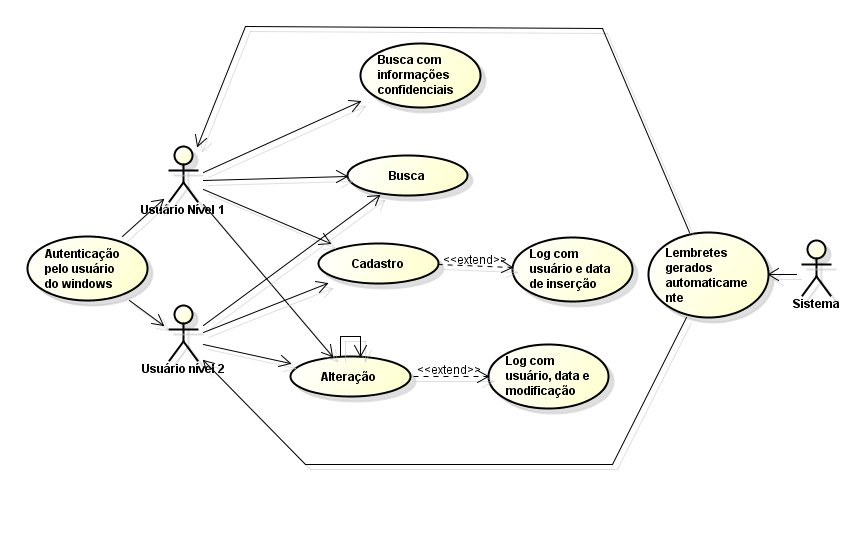 Busca com
informações
confidenciais
Usuário Nível 1
Busca
Autenticação
pelo usuário
do windows
Cadastro
<<extend>>
Log com
usuário e data
de inserção
Lembretes
gerados
automaticame
nte
Sistema
Usuário nível 2
Alteração
<<extend>>
Log com
usuário, data e
modificação